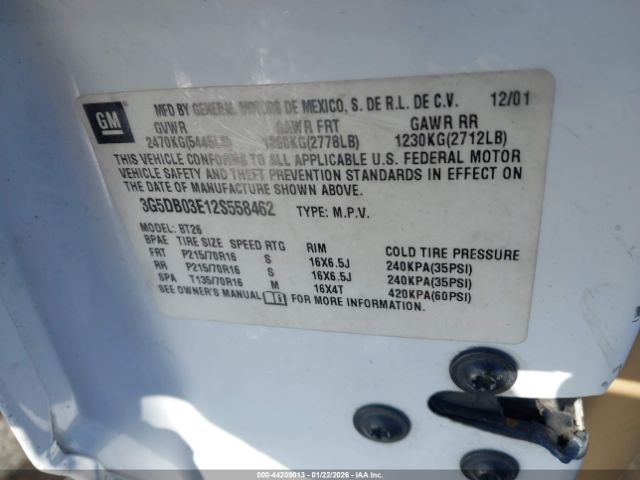 GM
MFD BY GENERAL MOTORS DE MEXICO, S. DE R.L. DE C.V. 12/01
GVWR GAWR FRT GAWR RR
2470KG(5445LB) 1260KG(2778LB) 1230KG(2712LB)
THIS VEHICLE CONFORMS TO ALL APPLICABLE U.S. FEDERAL MOTOR
VEHICLE SAFETY AND THEFT PREVENTION STANDARDS IN EFFECT ON
THE DATE OF MANUFACTURE SHOWN ABOVE.
3G5DB03E12S558462 TYPE: M.P.V.
MODEL: BT26
BPAE TIRE SIZE SPEED RTG RIM COLD TIRE PRESSURE
FRT P215/70R16 S 16X6.5J 240KPA(35PSI)
RR P215/70R16 S 16X6.5J 240KPA(35PSI)
SPA T135/70R16 M 16X4T 420KPA(60PSI)
SEE OWNER'S MANUAL FOR MORE INFORMATION.
000-44209013 - 01/22/2026 - IAAI.COM